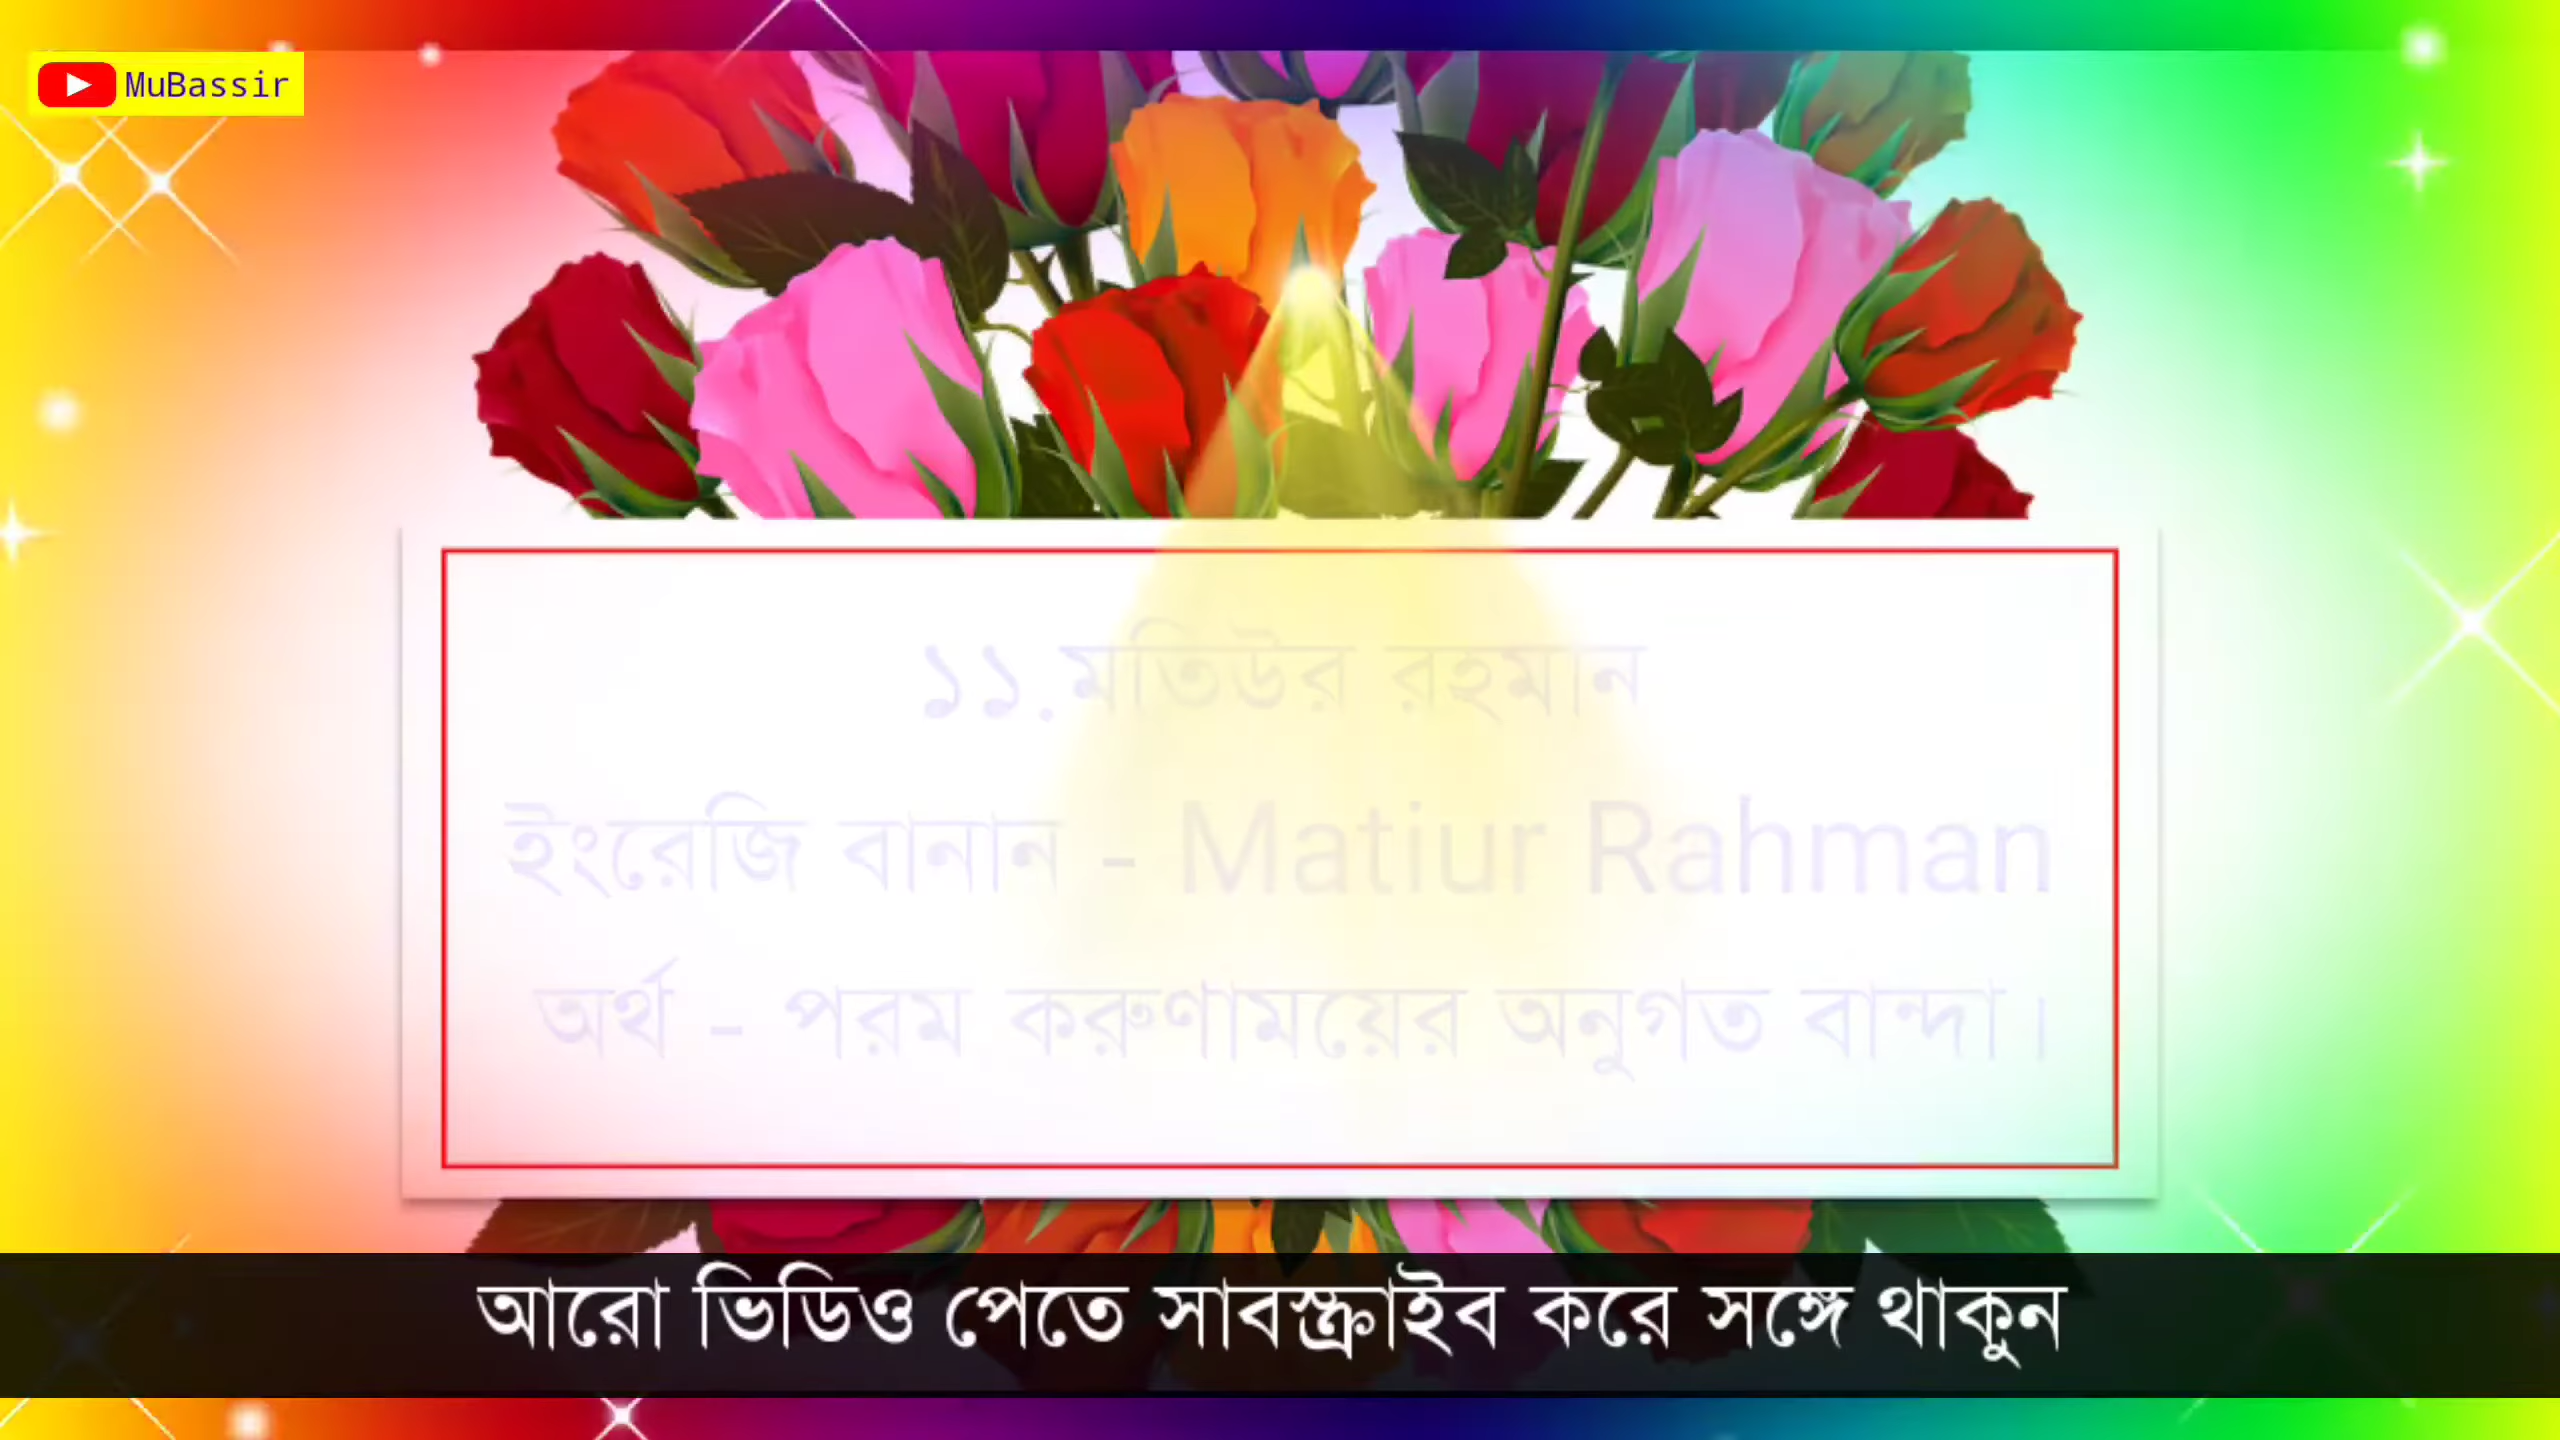 MuBassir
১১.মতিউর রহমান
ইংরেজি বানান - Matiur Rahman
অর্থ - পরম করুণাময়ের অনুগত বান্দা।
আরো ভিডিও পেতে সাবস্ক্রাইব করে সঙ্গে থাকুন